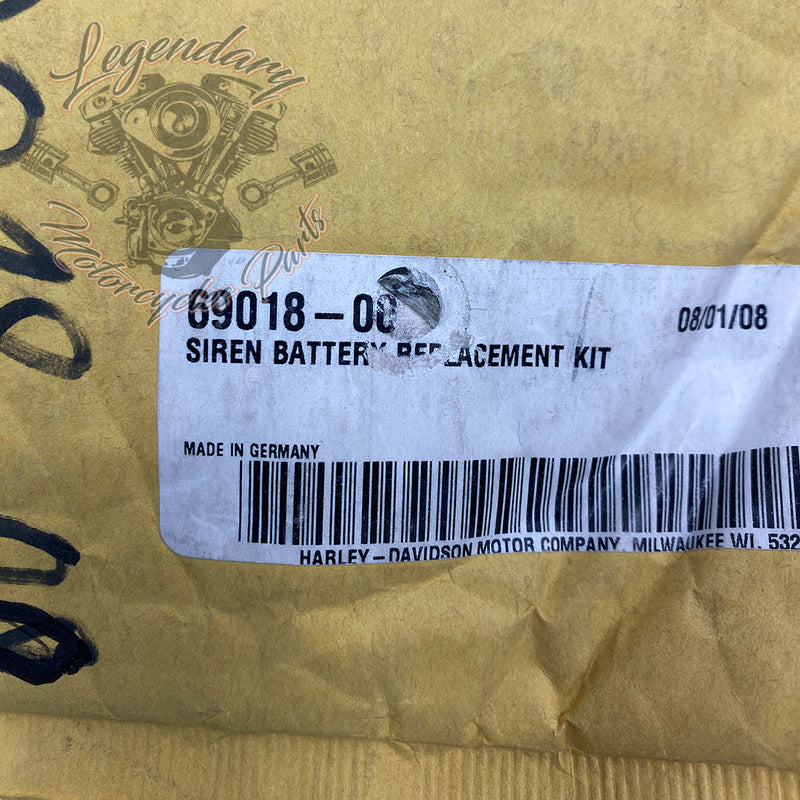 Legendary
Motorcycles Parts
69018-00
08/01/08
SIREN BATTERY REPLACEMENT KIT
MADE IN GERMANY
HARLEY-DAVIDSON MOTOR COMPANY, MILWAUKEE WI. 532